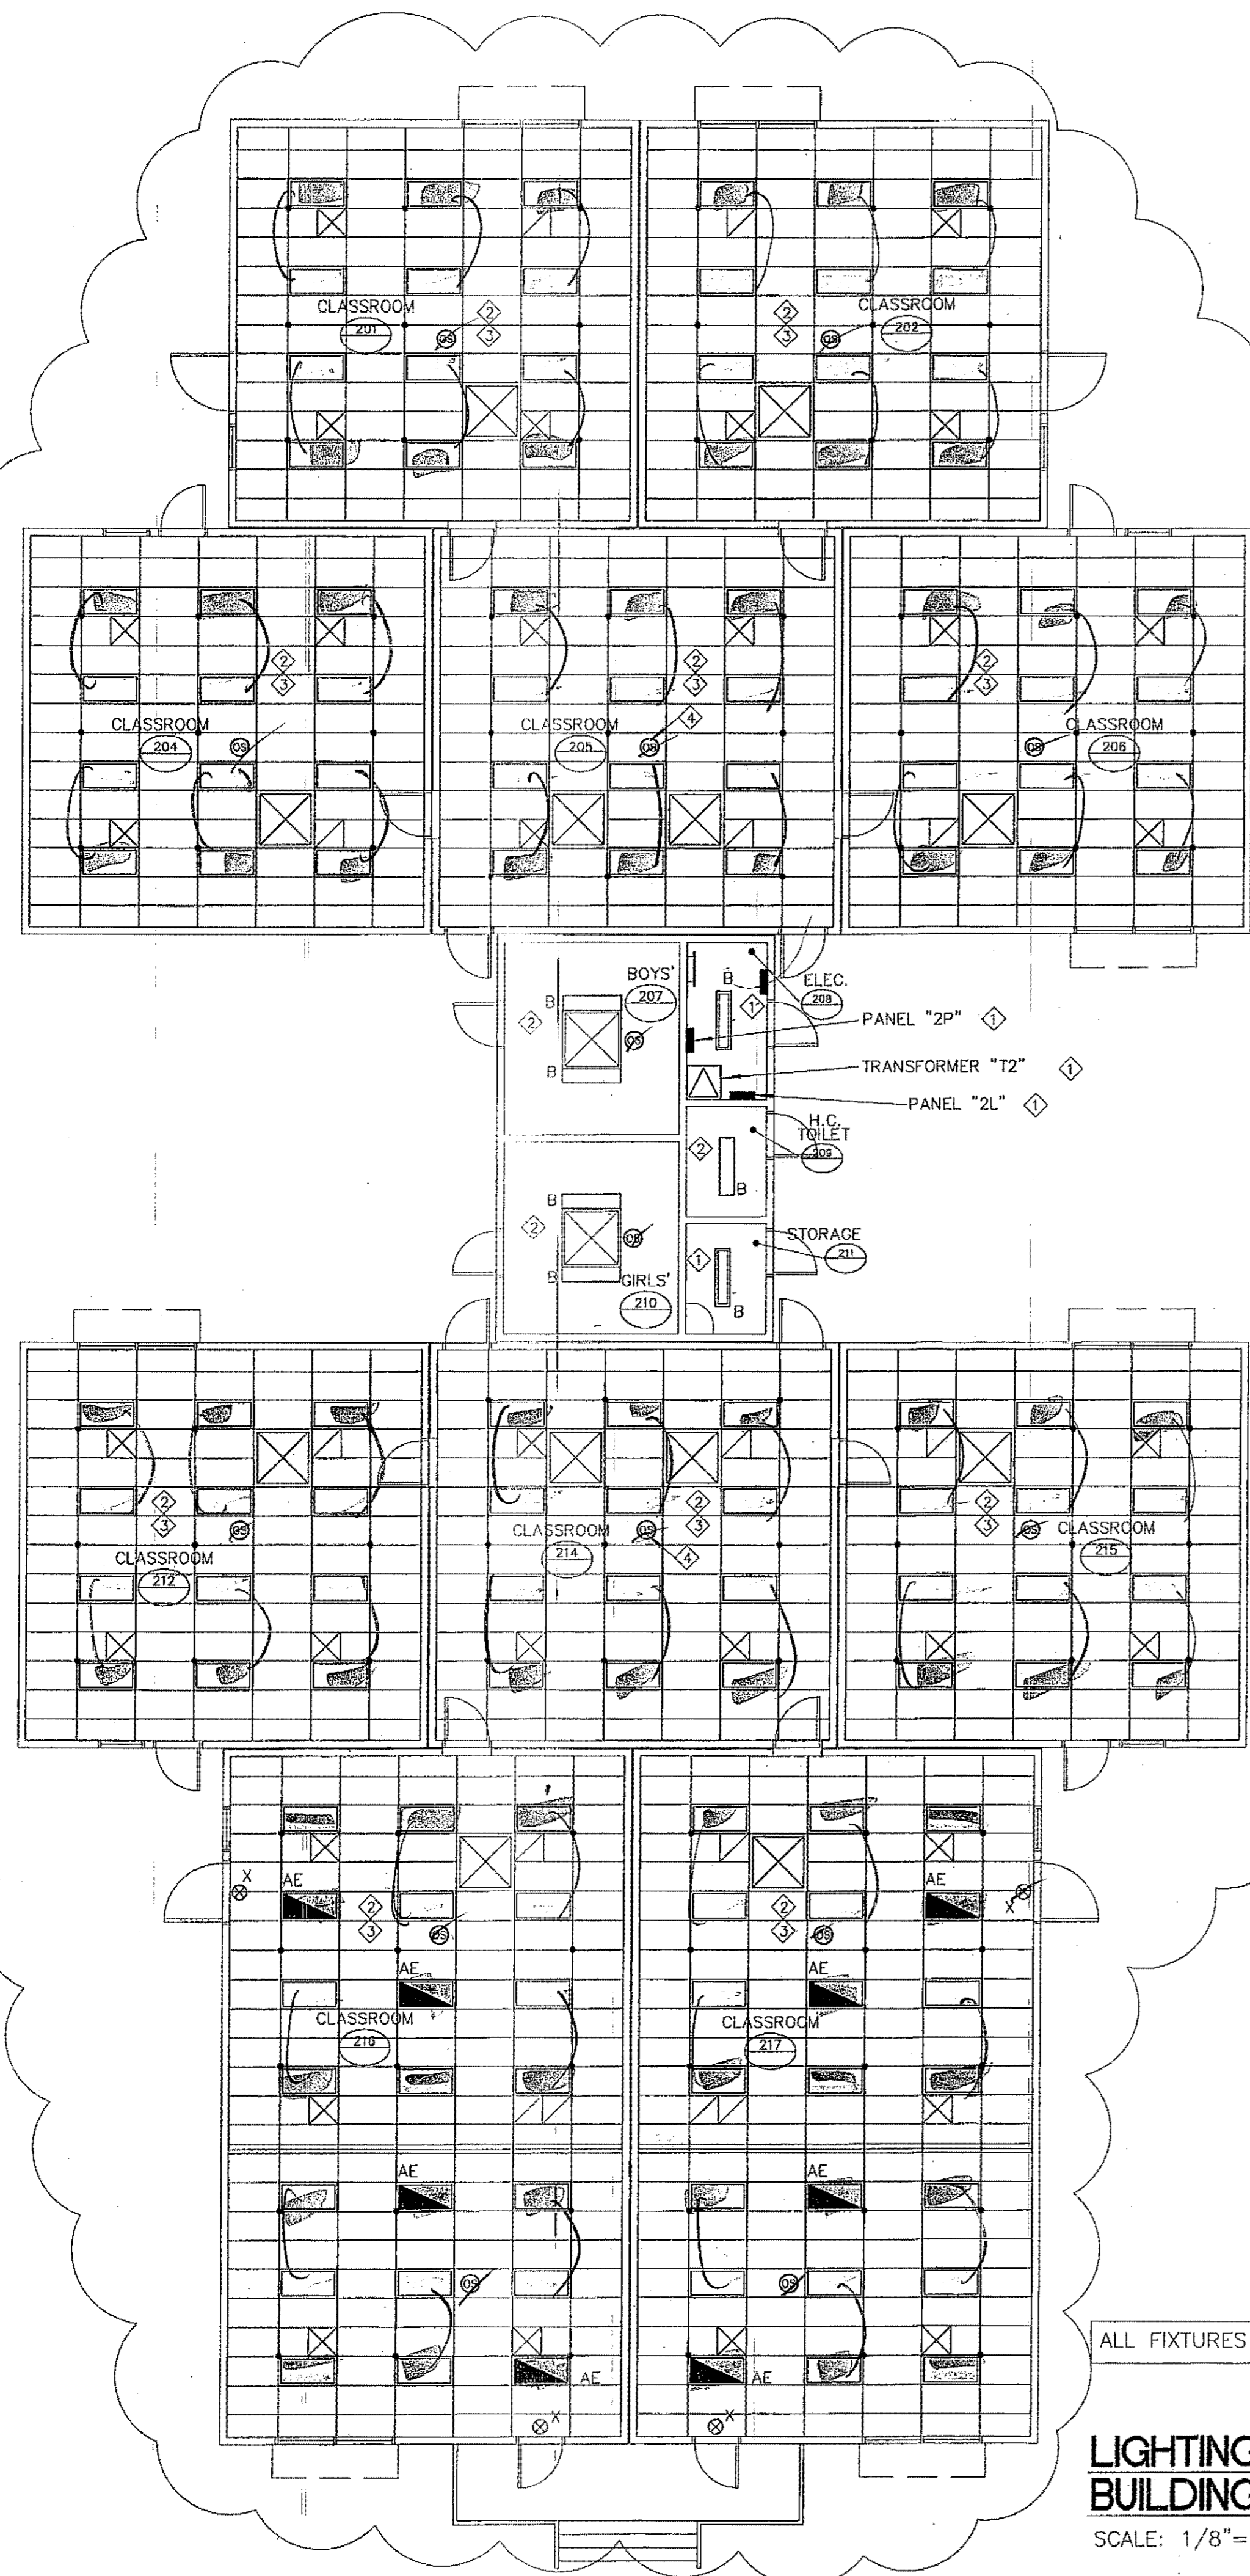 CLASSROOM
201
OS
2
3
2
3
OS
CLASSROOM
202
2
3
CLASSROOM
204
OS
2
3
4
CLASSROOM
205
OS
2
3
CLASSROOM
206
OS
BOYS'
207
B
B
2
OS
B
1
ELEC.
208
PANEL "2P" 1
TRANSFORMER "T2" 1
PANEL "2L" 1
H.C.
TOILET
209
2
B
B
B
2
OS
GIRLS'
210
STORAGE
211
1
B
2
3
OS
CLASSROOM
212
CLASSROOM
214
OS
2
3
4
2
3
OS
CLASSROOM
215
X
AE
2
3
OS
AE
CLASSROOM
216
2
3
OS
AE
X
AE
CLASSROOM
217
AE
OS
AE
X
AE
OS
AE
X
ALL FIXTURES
LIGHTING
BUILDING
SCALE: 1/8"=